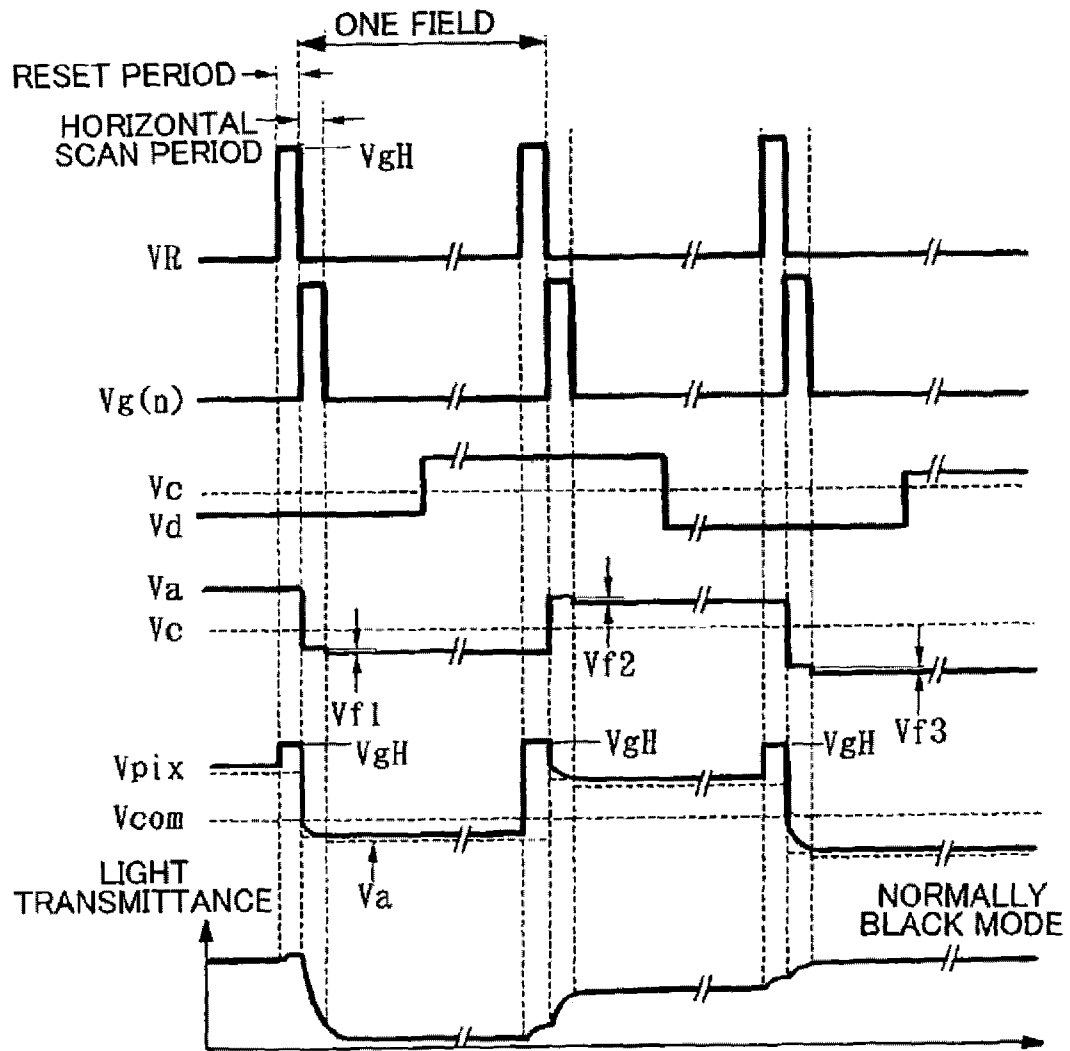 ONE FIELD
RESET PERIOD
HORIZONTAL
SCAN PERIOD
VgH
VR
Vg(n)
Vc
Vd
Va
Vc
Vf1
Vf2
Vf3
VgH
VgH
VgH
Vpix
Vcom
Va
LIGHT
TRANSMITTANCE
NORMALLY
BLACK MODE